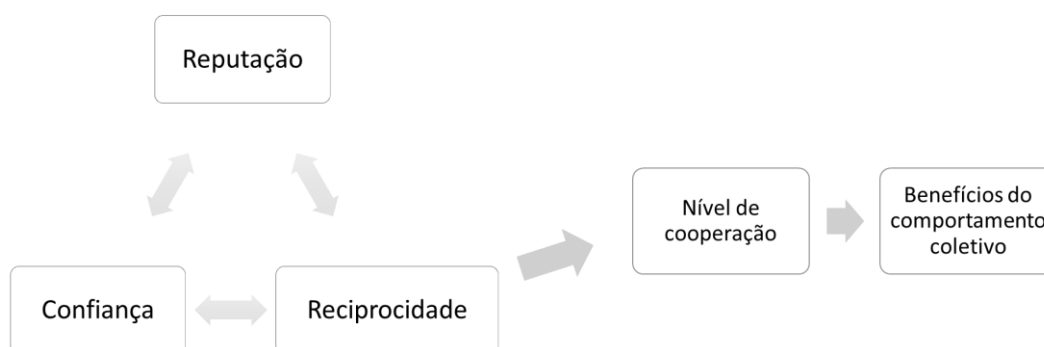 Reputação
Confiança
Reciprocidade
Nível de
cooperação
Benefícios do
comportamento
coletivo